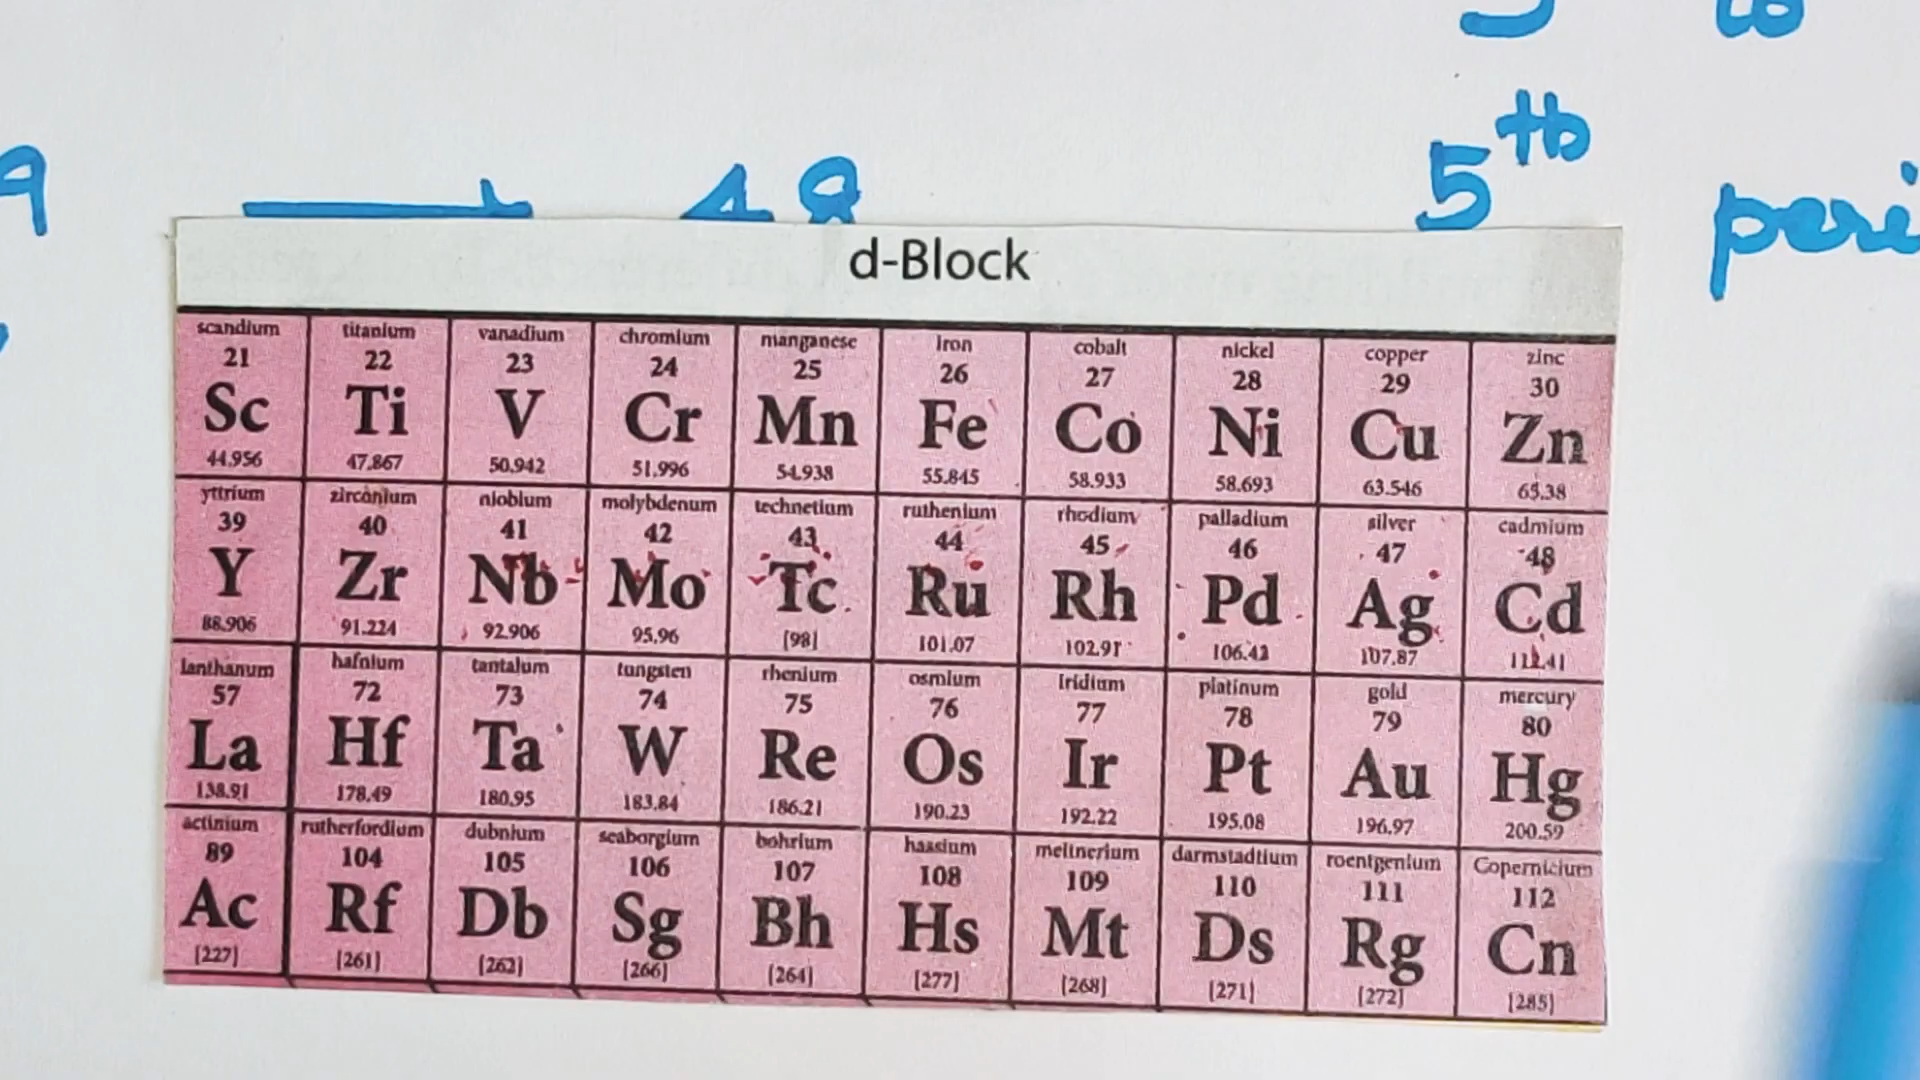 5th
9 → 48 peri
d-Block
scandium titanium vanadium chromium manganese iron cobalt nickel copper zinc
21 22 23 24 25 26 27 28 29 30
Sc Ti V Cr Mn Fe Co Ni Cu Zn
44.956 47.867 50.942 51.996 54.938 55.845 58.933 58.693 63.546 65.38
yttrium zirconium niobium molybdenum technetium ruthenium rhodium palladium silver cadmium
39 40 41 42 43 44 45 46 47 48
Y Zr Nb Mo Tc Ru Rh Pd Ag Cd
88.906 91.224 92.906 95.96 [98] 101.07 102.91 106.42 107.87 112.41
lanthanum hafnium tantalum tungsten rhenium osmium iridium platinum gold mercury
57 72 73 74 75 76 77 78 79 80
La Hf Ta W Re Os Ir Pt Au Hg
138.91 178.49 180.95 183.84 186.21 190.23 192.22 195.08 196.97 200.59
actinium rutherfordium dubnium seaborgium bohrium hassium meitnerium darmstadtium roentgenium Copernicium
89 104 105 106 107 108 109 110 111 112
Ac Rf Db Sg Bh Hs Mt Ds Rg Cn
[227] [261] [262] [266] [264] [277] [268] [271] [272] [285]